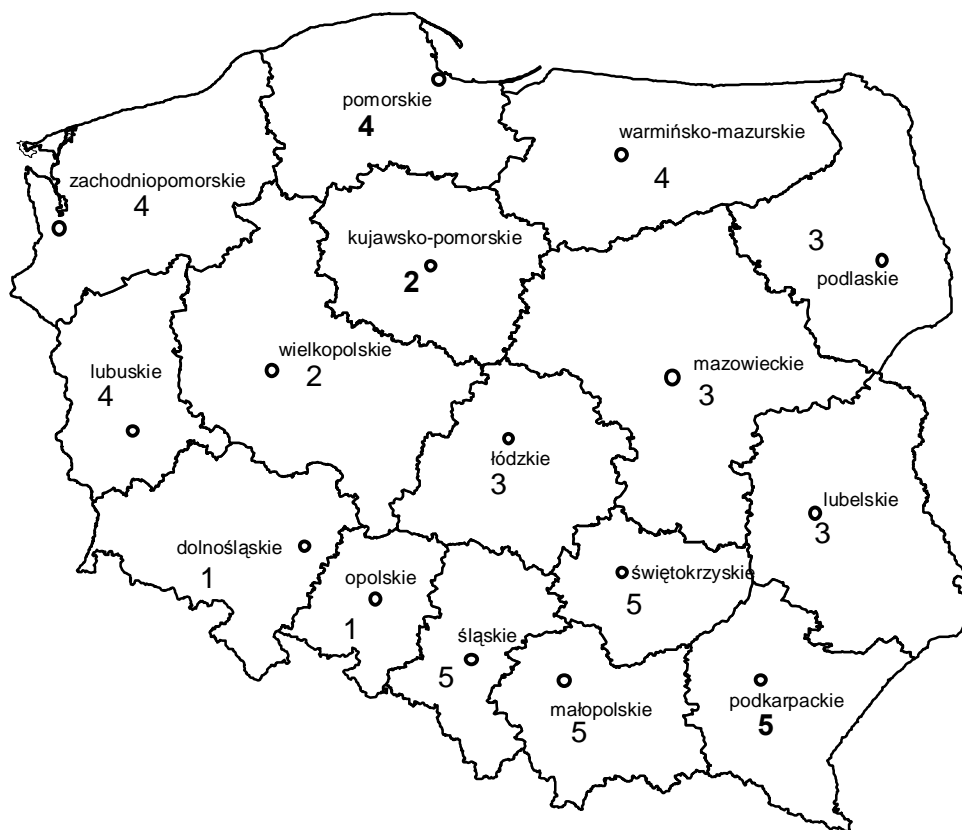 pomorskie
4
warmińsko-mazurskie
4
zachodniopomorskie
4
kujawsko-pomorskie
2
3
podlaskie
wielkopolskie
2
mazowieckie
3
lubuskie
4
łódzkie
3
lubelskie
3
dolnośląskie
1
opolskie
1
świętokrzyskie
5
śląskie
5
małopolskie
5
podkarpackie
5